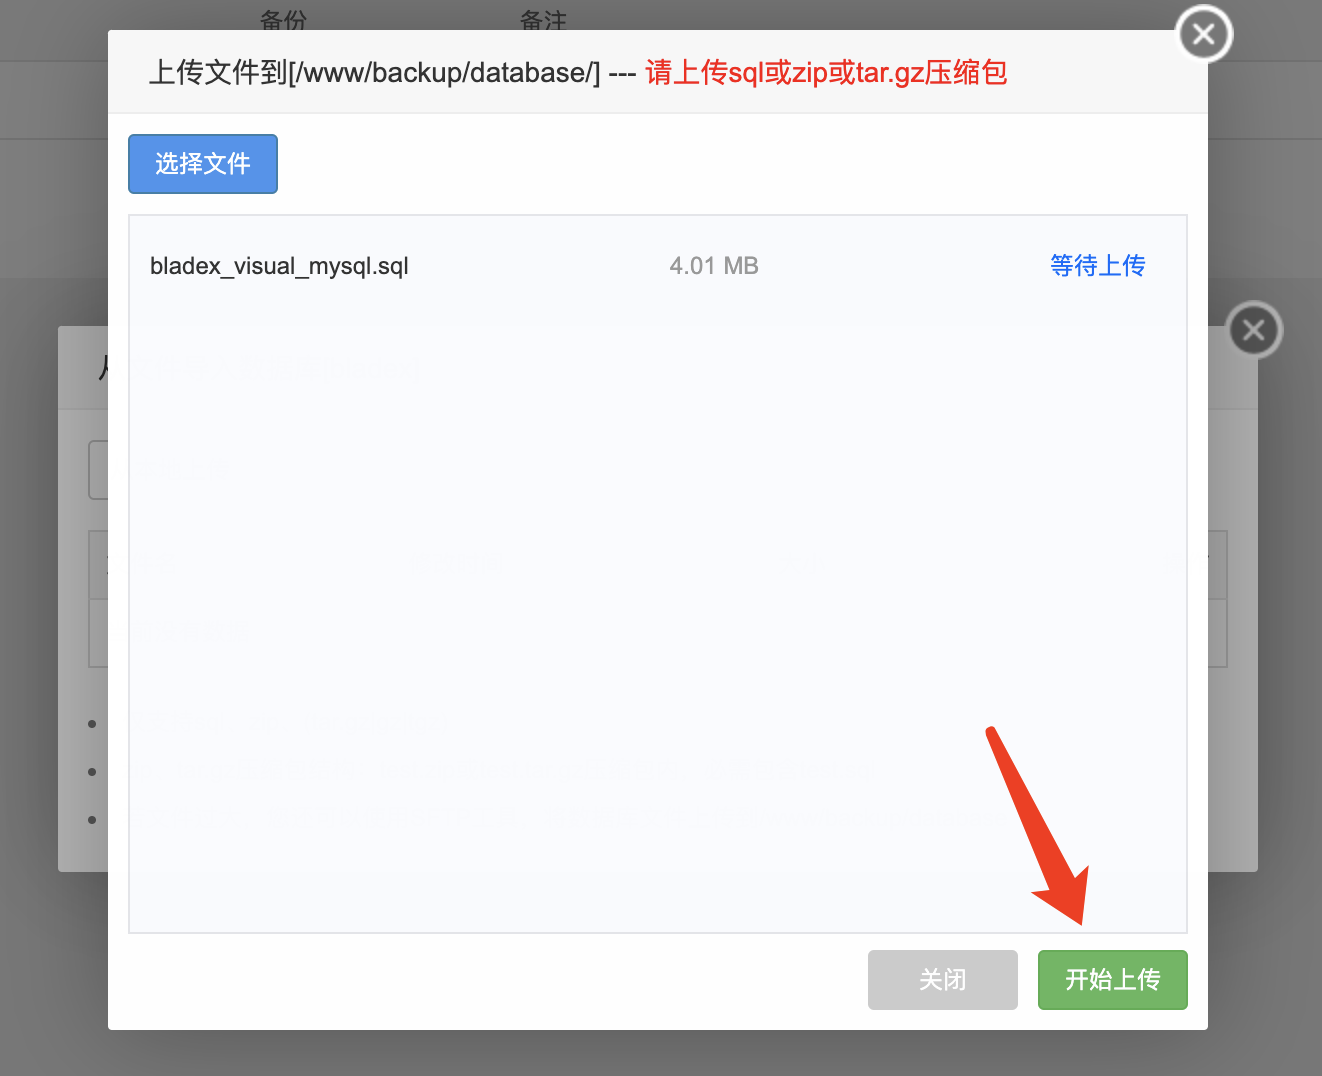 备份 备注
上传文件到[/www/backup/database/] --- 请上传sql或zip或tar.gz压缩包
选择文件
bladex_visual_mysql.sql 4.01 MB 等待上传
从
关闭 开始上传